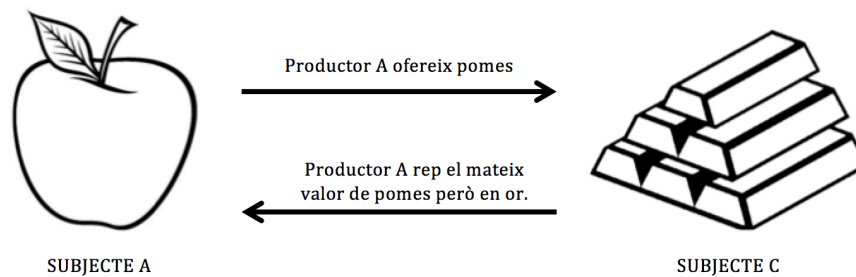 Productor A ofereix pomes
Productor A rep el mateix
valor de pomes però en or.
SUBJECTE A
SUBJECTE C